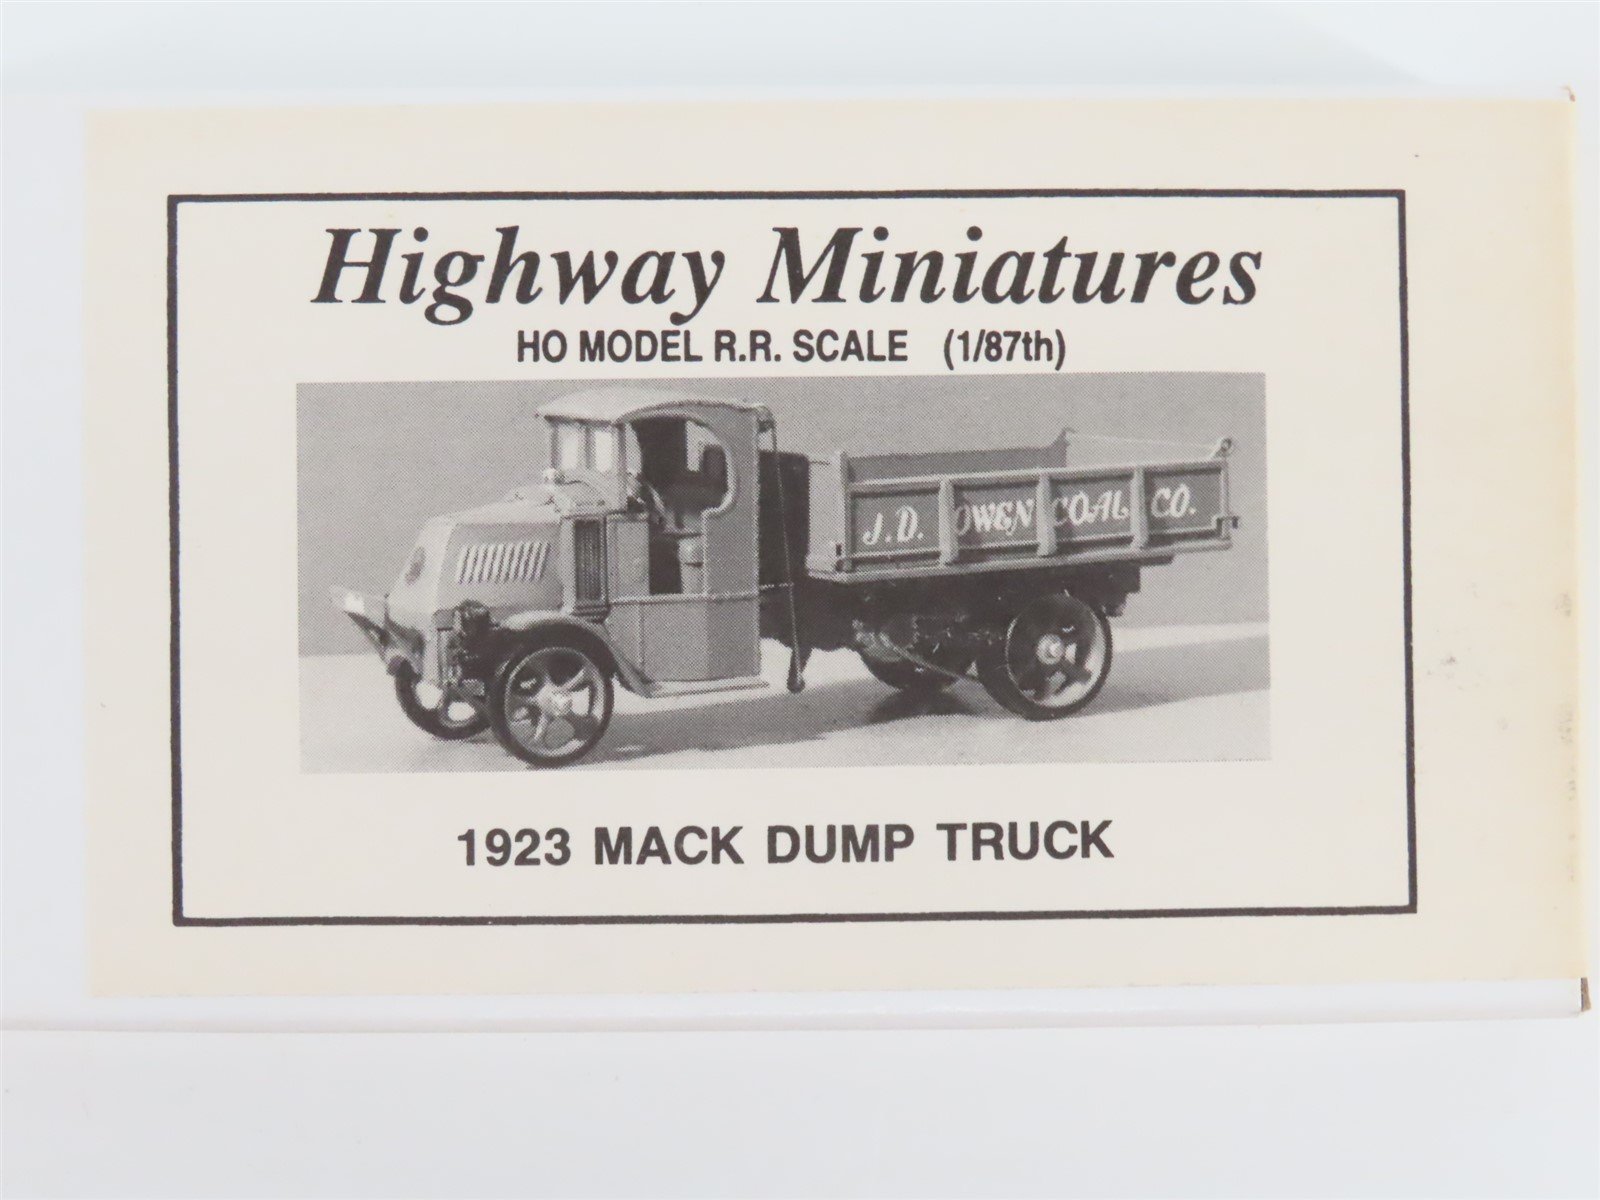 Highway Miniatures
HO MODEL R.R. SCALE (1/87th)
J.D. OWEN COAL CO.
1923 MACK DUMP TRUCK